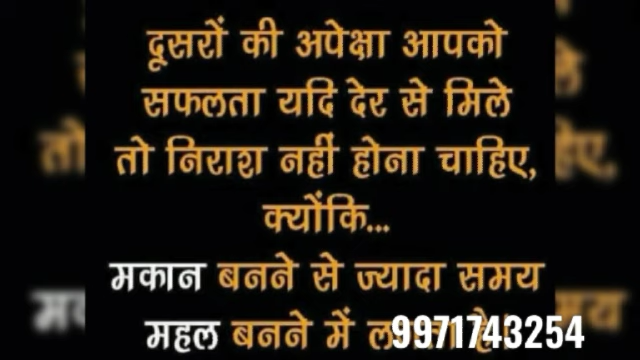 दूसरों की अपेक्षा आपको
सफलता यदि देर से मिले
तो निराश नहीं होना चाहिए,
क्योंकि...
मकान बनने से ज्यादा समय
महल बनने में
9971743254